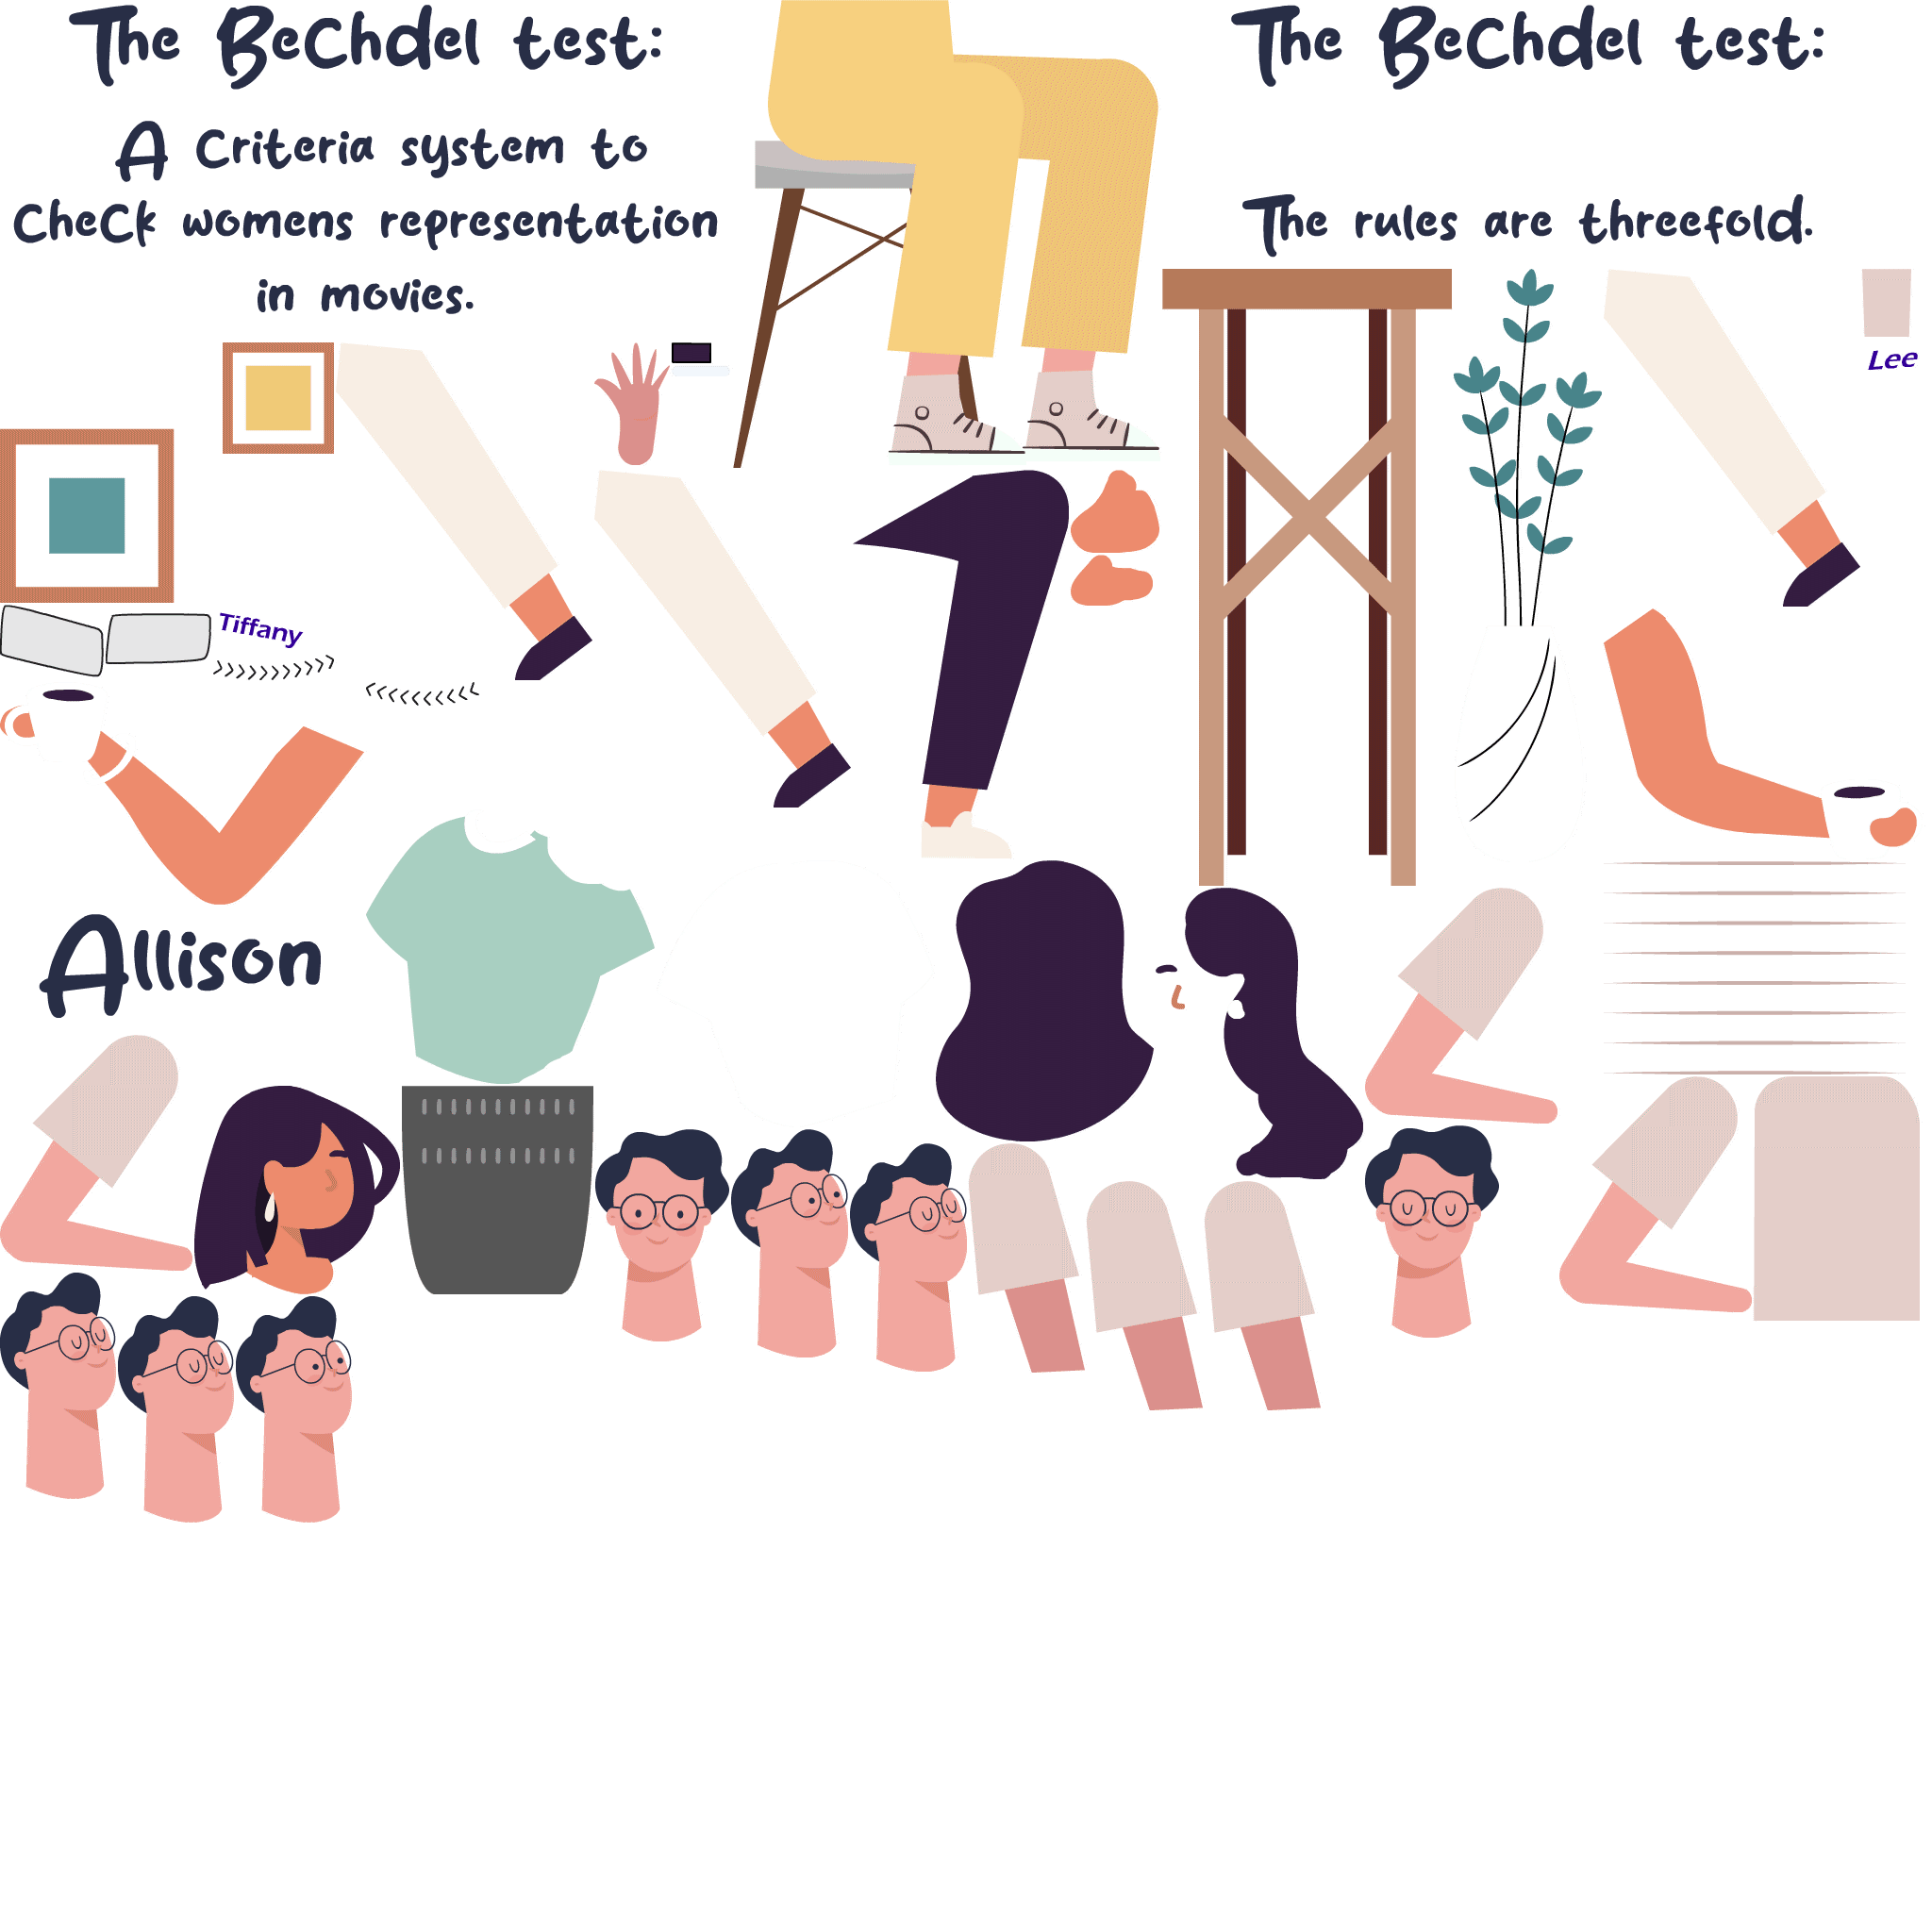 The Bechdel test:
A Criteria system to
Check womens representation
in movies.
The Bechdel test:
The rules are threefold.
Lee
Tiffany
Allison